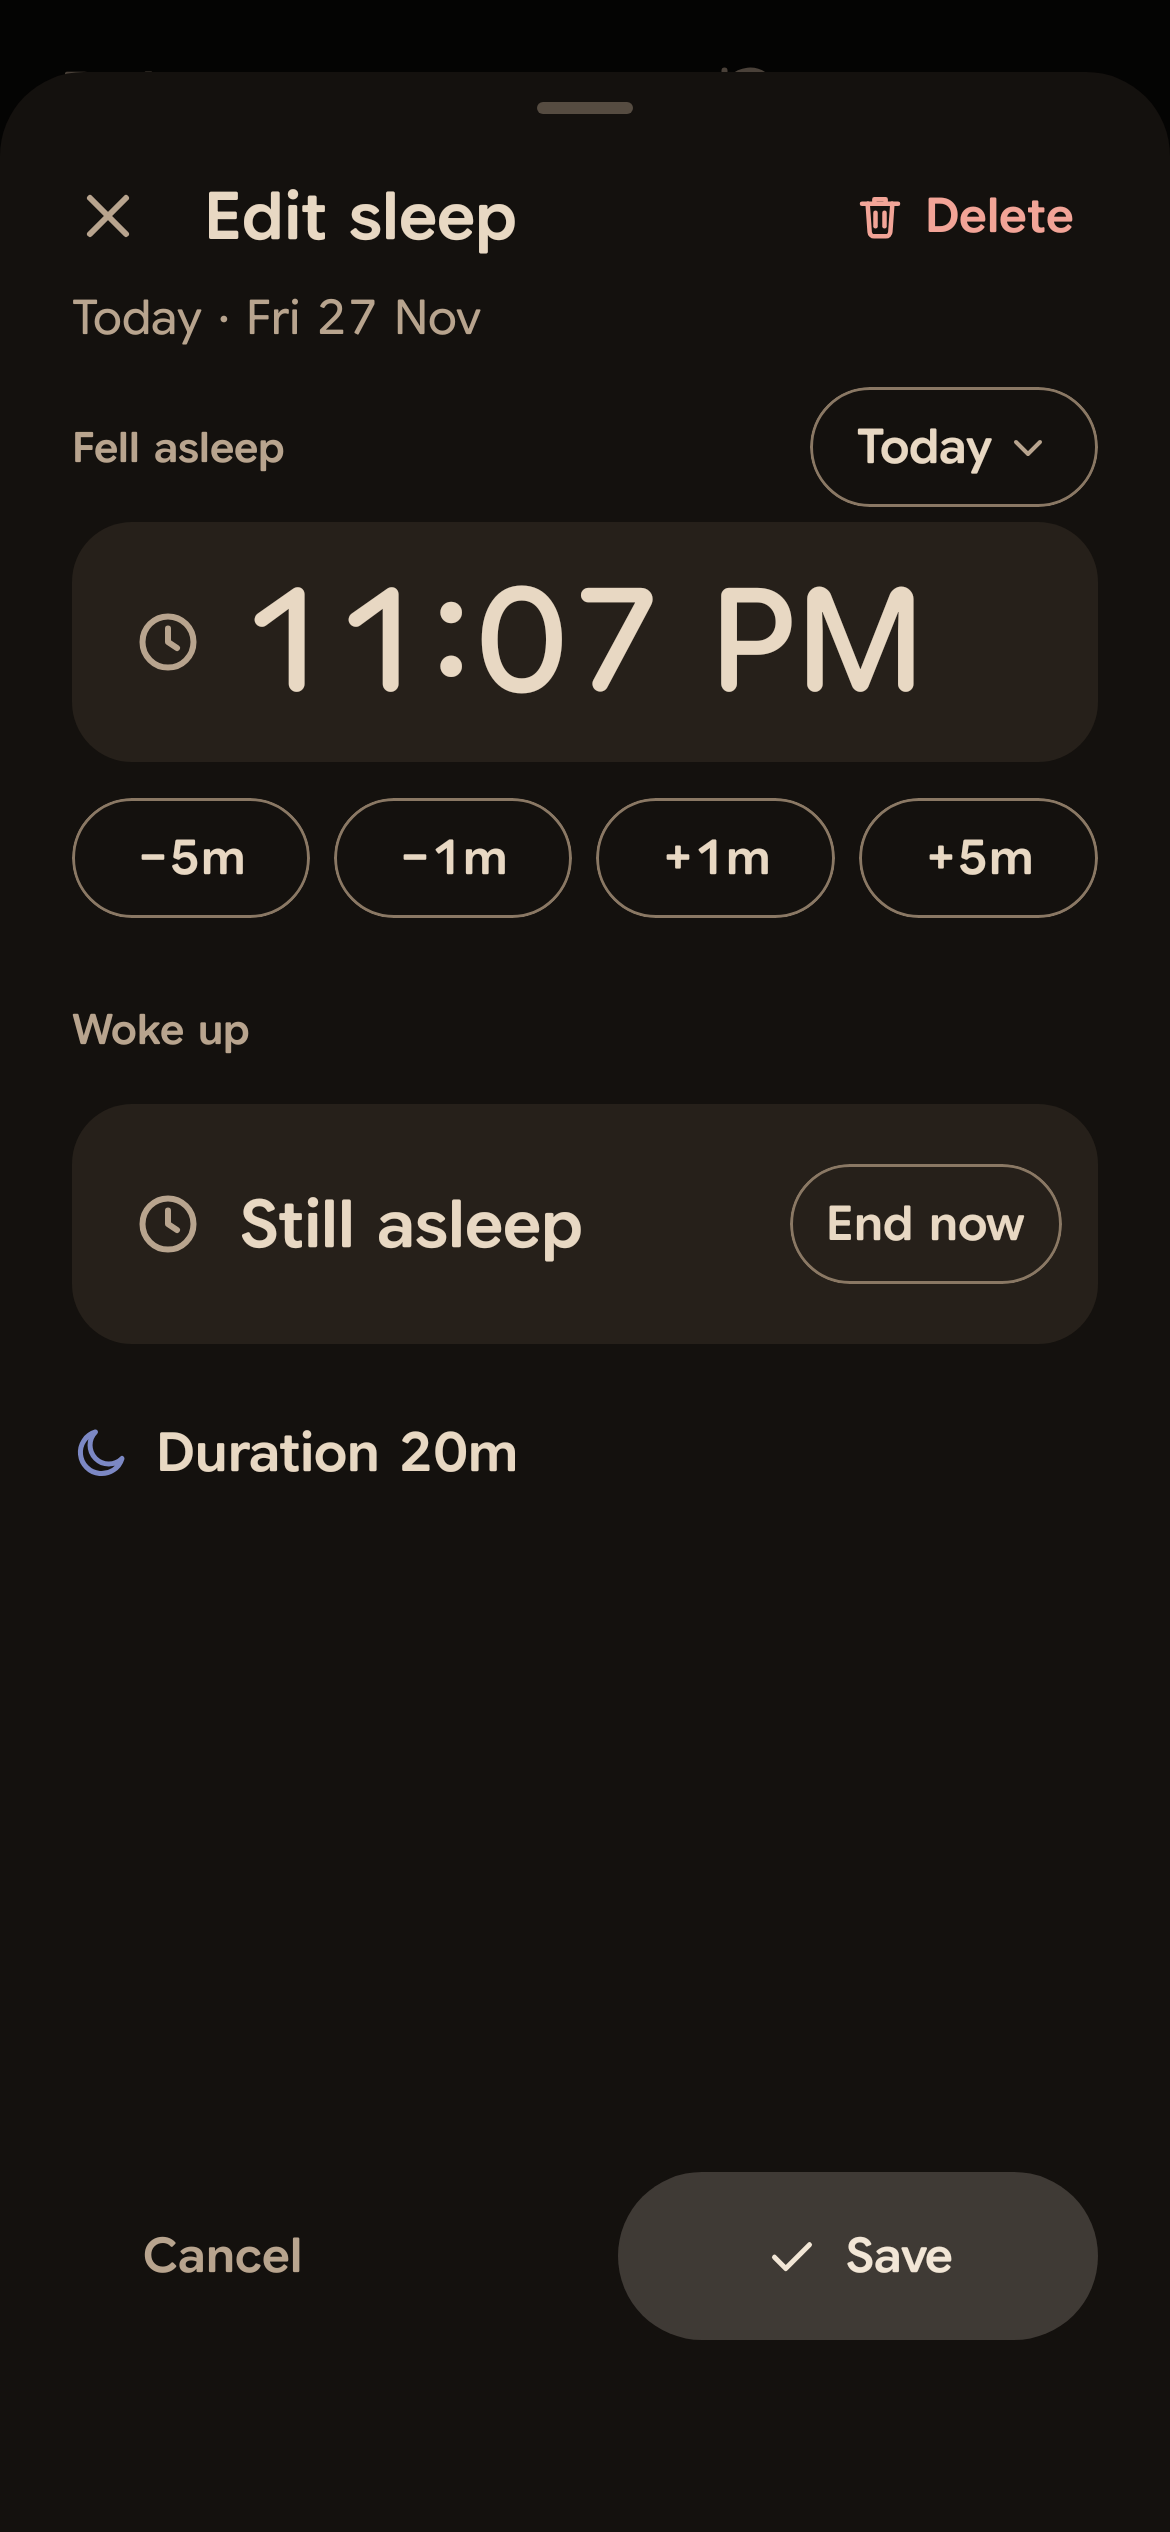 Edit sleep
Delete
Today · Fri 27 Nov
Fell asleep
Today
11:07 PM
−5m
−1m
+1m
+5m
Woke up
Still asleep
End now
Duration 20m
Cancel
Save